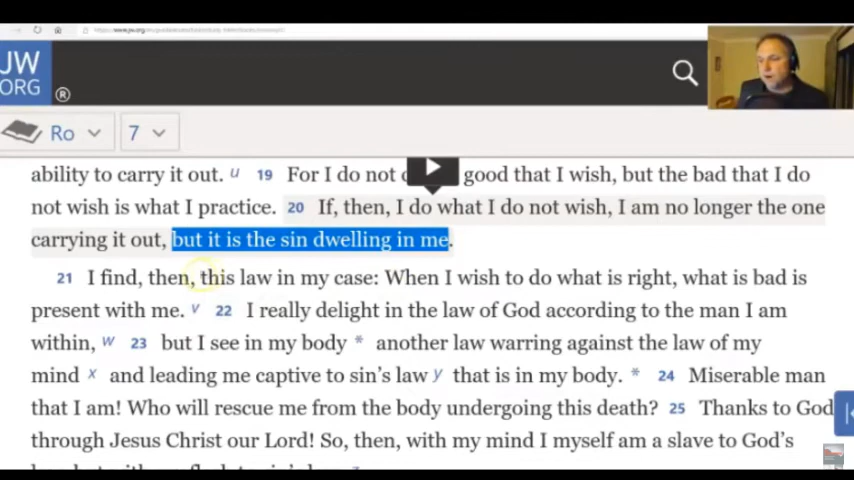 JW
ORG
®
Ro
7
ability to carry it out. u 19 For I do not good that I wish, but the bad that I do
not wish is what I practice. 20 If, then, I do what I do not wish, I am no longer the one
carrying it out, but it is the sin dwelling in me.
21 I find, then, this law in my case: When I wish to do what is right, what is bad is
present with me. v 22 I really delight in the law of God according to the man I am
within, w 23 but I see in my body * another law warring against the law of my
mind x and leading me captive to sin’s law y that is in my body. * 24 Miserable man
that I am! Who will rescue me from the body undergoing this death? 25 Thanks to God
through Jesus Christ our Lord! So, then, with my mind I myself am a slave to God’s